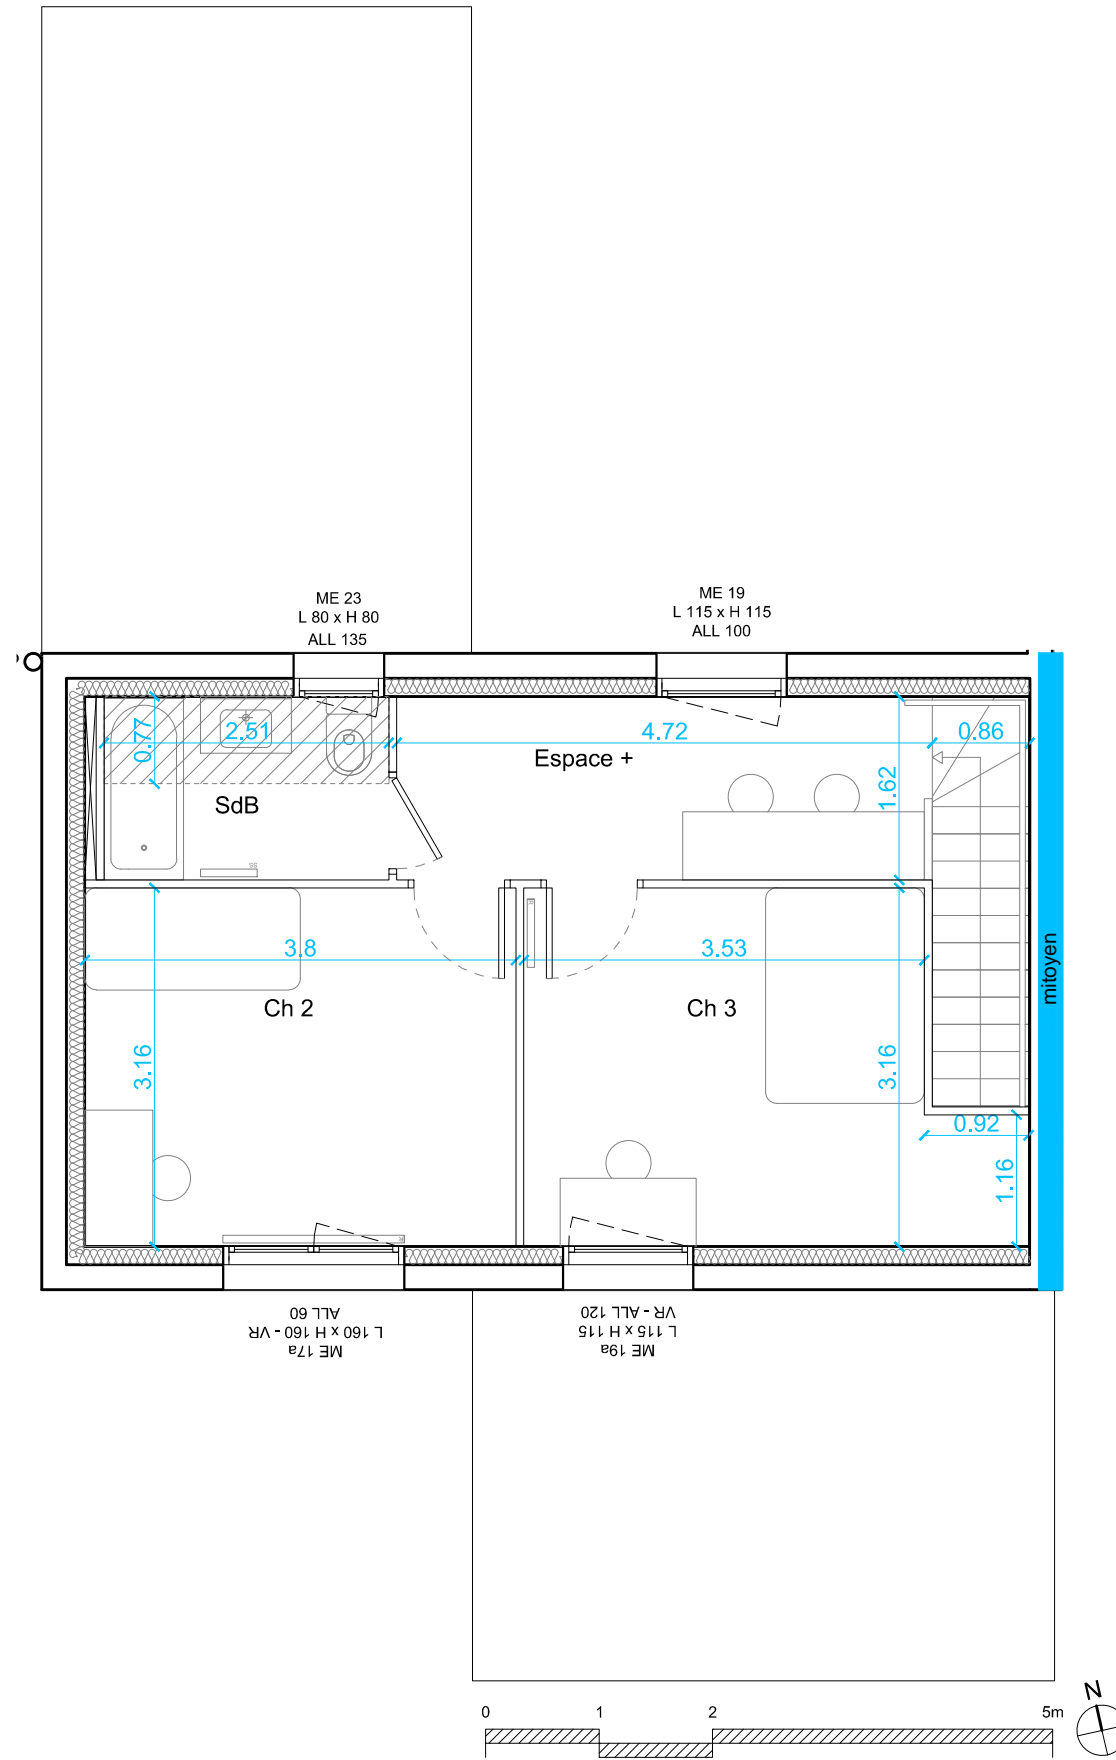 ME 23
L 80 x H 80
ALL 135
ME 19
L 115 x H 115
ALL 100
0.77
2.51
4.72
0.86
Espace +
1.62
SdB
3.8
3.53
mitoyen
Ch 2
Ch 3
3.16
3.16
0.92
1.16
ME 17a
L 160 x H 160 - VR
ALL 60
ME 19a
L 115 x H 115
VR - ALL 120
N
0
1
2
5m